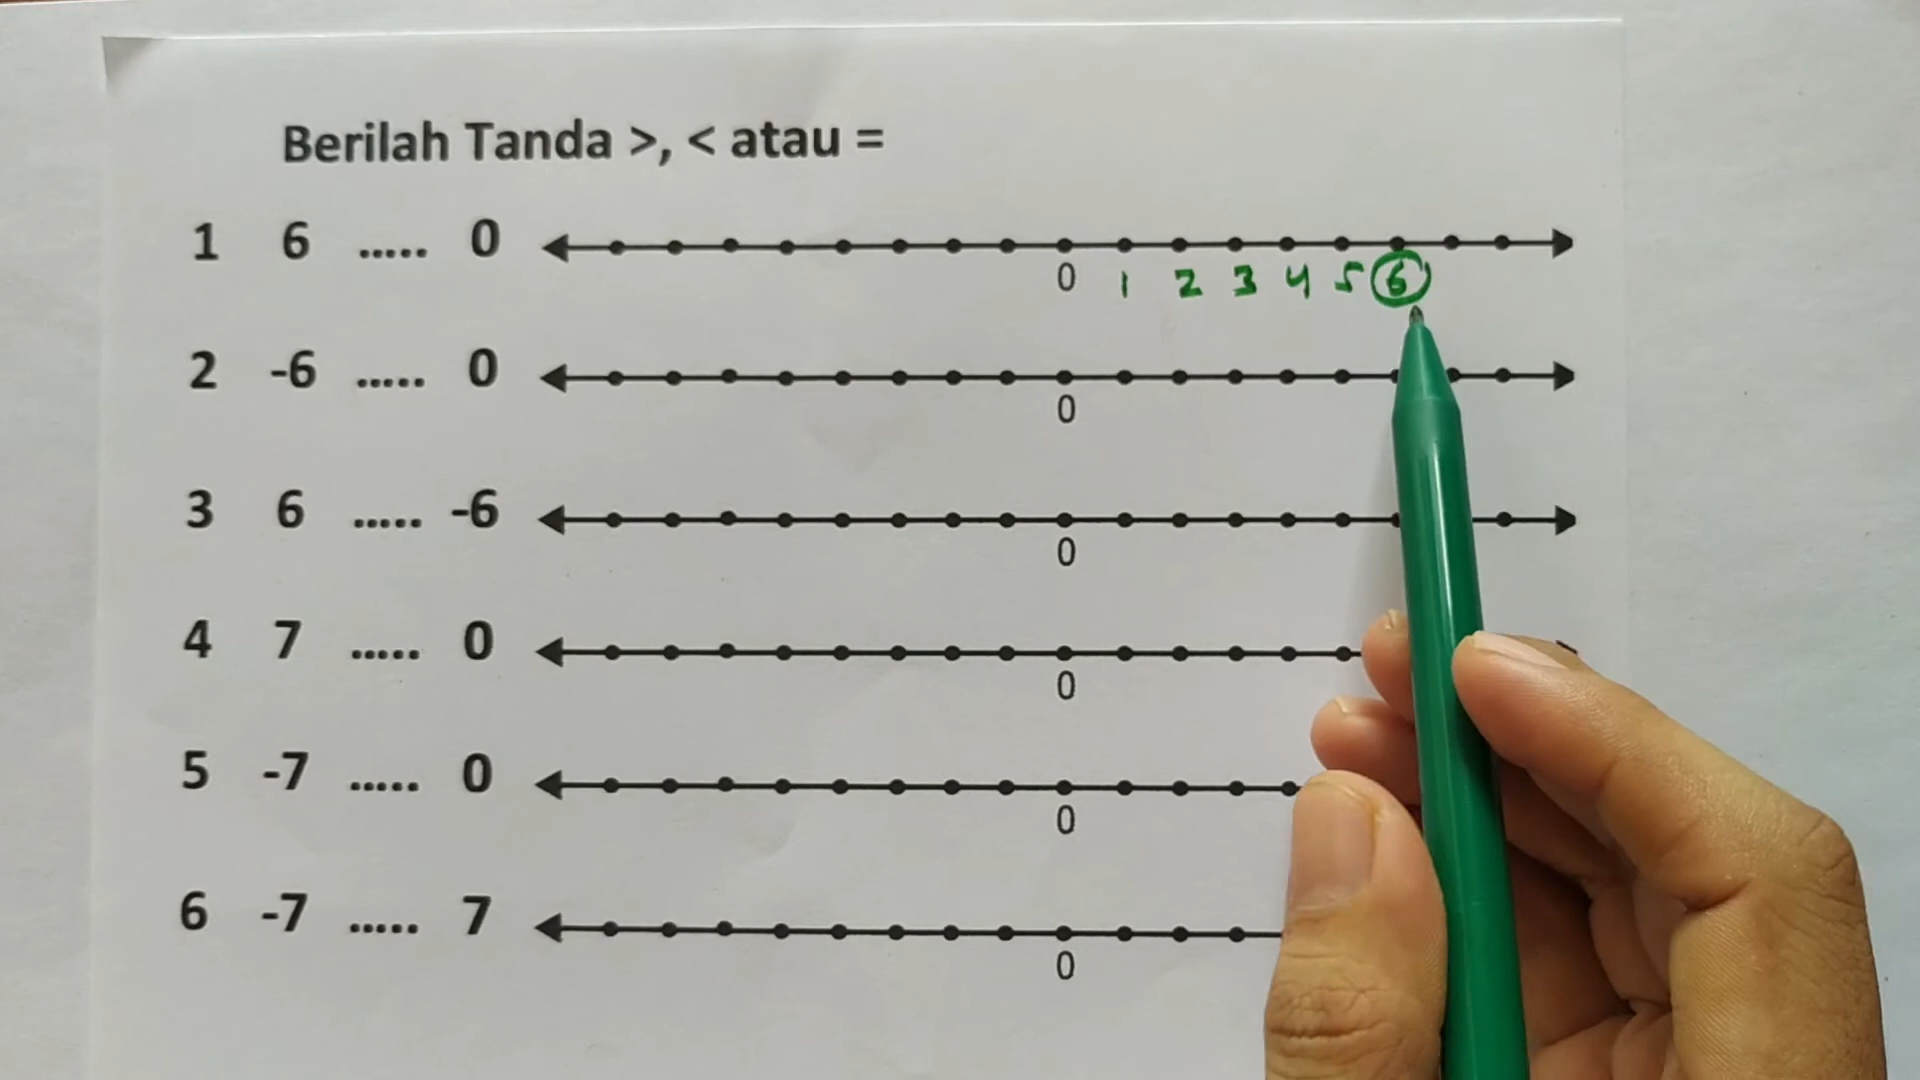 Berilah Tanda >, < atau =
1 6 ..... 0
0 1 2 3 4 5 6
2 -6 ..... 0
0
3 6 ..... -6
0
4 7 ..... 0
0
5 -7 ..... 0
0
6 -7 ..... 7
0